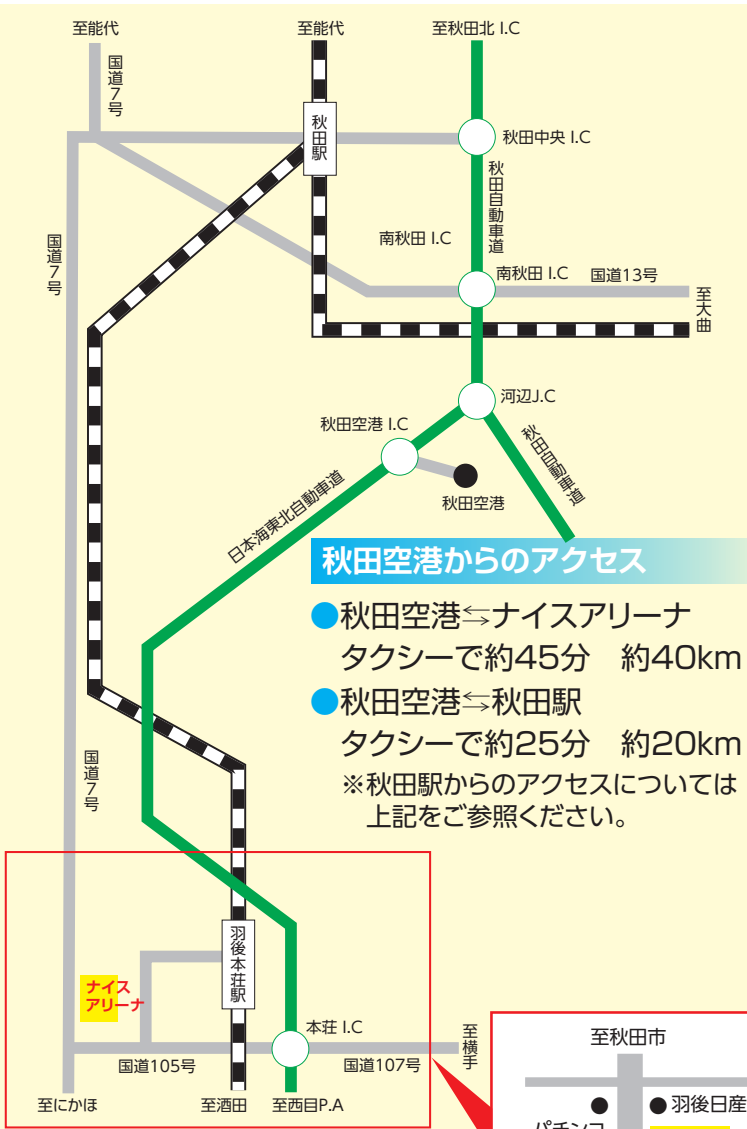 至能代
至能代
至秋田北 I.C
国道7号
秋田駅
秋田中央 I.C
秋田自動車道
国道7号
南秋田 I.C
南秋田 I.C
国道13号
至大曲
河辺J.C
秋田空港 I.C
秋田自動車道
秋田空港
日本海東北自動車道
秋田空港からのアクセス
●秋田空港⇆ナイスアリーナ
タクシーで約45分　約40km
●秋田空港⇆秋田駅
タクシーで約25分　約20km
※秋田駅からのアクセスについては
上記をご参照ください。
国道7号
羽後本荘駅
ナイス
アリーナ
本荘 I.C
至横手
国道105号
国道107号
至にかほ
至酒田
至西目P.A
至秋田市
羽後日産
パチンコ